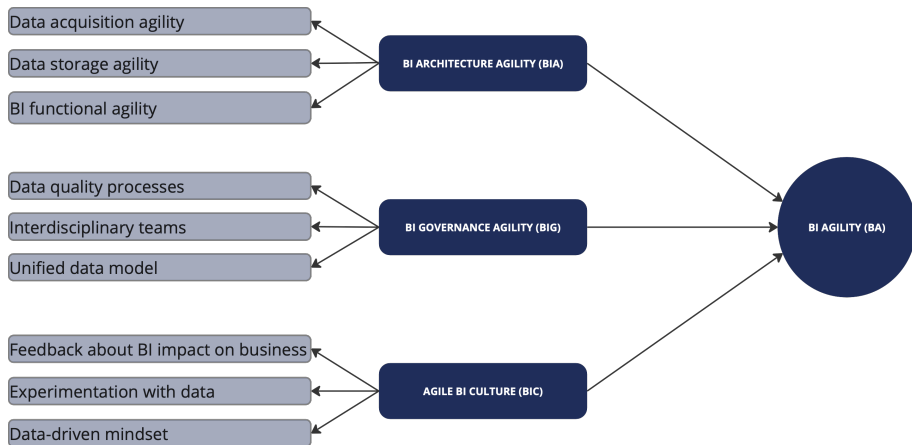 Data acquisition agility
Data storage agility
BI functional agility
BI ARCHITECTURE AGILITY (BIA)
Data quality processes
Interdisciplinary teams
Unified data model
BI GOVERNANCE AGILITY (BIG)
BI AGILITY (BA)
Feedback about BI impact on business
Experimentation with data
Data-driven mindset
AGILE BI CULTURE (BIC)